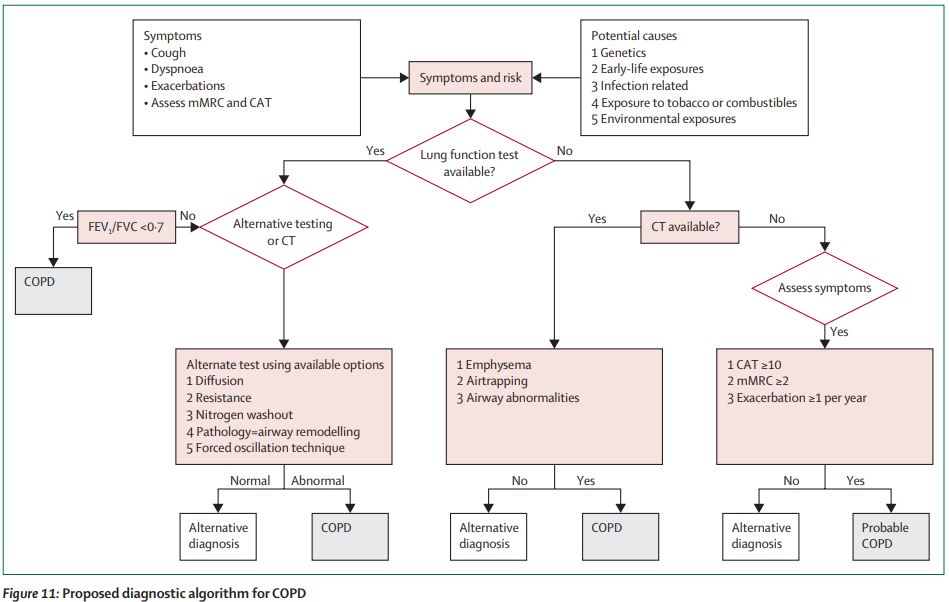 Symptoms
• Cough
• Dyspnoea
• Exacerbations
• Assess mMRC and CAT
Symptoms and risk
Potential causes
1 Genetics
2 Early-life exposures
3 Infection related
4 Exposure to tobacco or combustibles
5 Environmental exposures
Yes
Lung function test
available?
No
Yes
FEV₁/FVC <0·7
No
Alternative testing
or CT
COPD
Yes
CT available?
No
Assess symptoms
Yes
Alternate test using available options
1 Diffusion
2 Resistance
3 Nitrogen washout
4 Pathology=airway remodelling
5 Forced oscillation technique
1 Emphysema
2 Airtrapping
3 Airway abnormalities
1 CAT ≥10
2 mMRC ≥2
3 Exacerbation ≥1 per year
Normal
Abnormal
No
Yes
No
Yes
Alternative
diagnosis
COPD
Alternative
diagnosis
COPD
Alternative
diagnosis
Probable
COPD
Figure 11: Proposed diagnostic algorithm for COPD